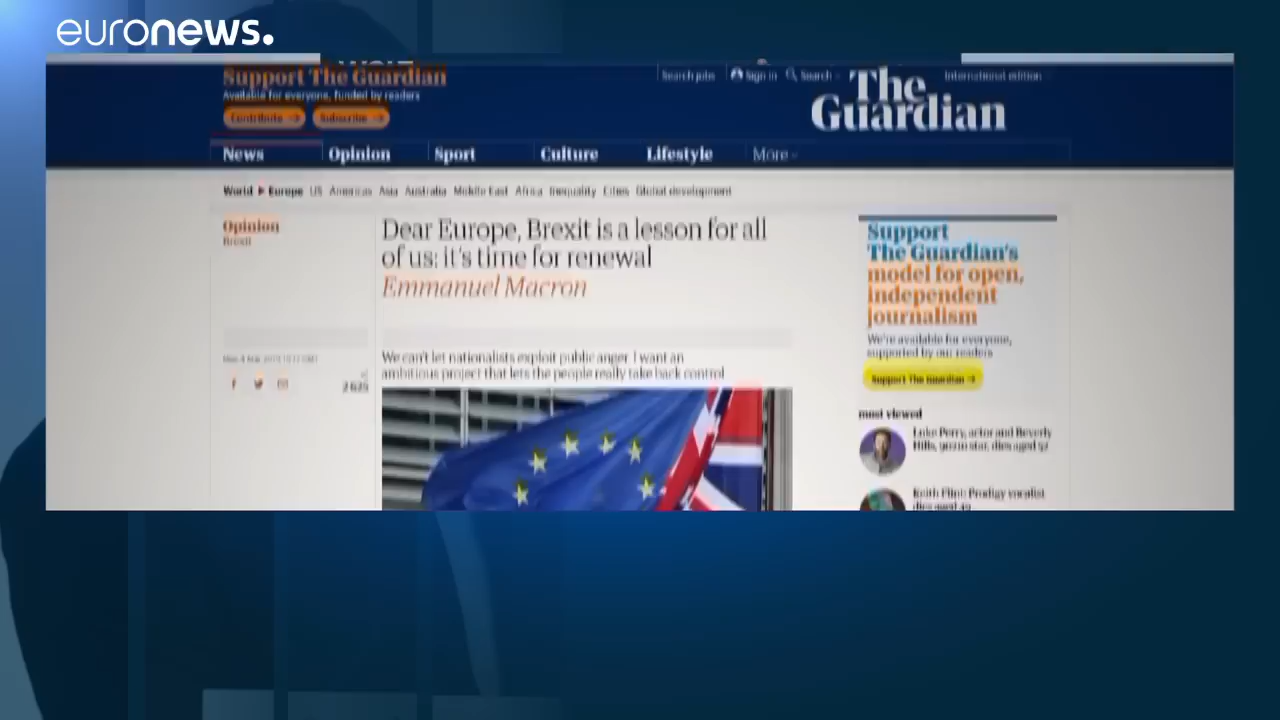 euronews.
Support The Guardian
Available for everyone, funded by readers
Contribute →
Subscribe →
Search jobs
Sign in
Search
International edition
The
Guardian
News
Opinion
Sport
Culture
Lifestyle
More
World
Europe
US
Americas
Asia
Australia
Middle East
Africa
Inequality
Cities
Global development
Opinion
Brexit
Dear Europe, Brexit is a lesson for all
of us: it's time for renewal
Emmanuel Macron
We can't let nationalists exploit public anger. I want an
ambitious project that lets the people really take back control
2625
Support
The Guardian's
model for open,
independent
journalism
We're available for everyone,
supported by our readers
Support The Guardian →
most viewed
Luke Perry, actor and Beverly
Hills, 90210 star, dies aged 52
Keith Flint: Prodigy vocalist
dies aged 49